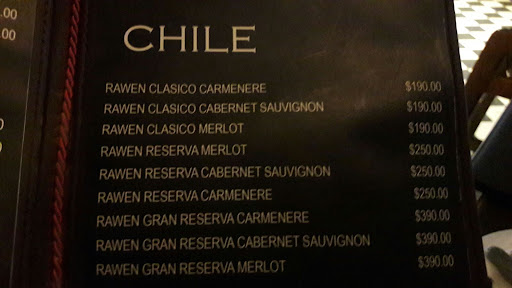 CHILE
RAWEN CLASICO CARMENERE $190.00
RAWEN CLASICO CABERNET SAUVIGNON $190.00
RAWEN CLASICO MERLOT $190.00
RAWEN RESERVA MERLOT $250.00
RAWEN RESERVA CABERNET SAUVIGNON $250.00
RAWEN RESERVA CARMENERE $250.00
RAWEN GRAN RESERVA CARMENERE $390.00
RAWEN GRAN RESERVA CABERNET SAUVIGNON $390.00
RAWEN GRAN RESERVA MERLOT $390.00